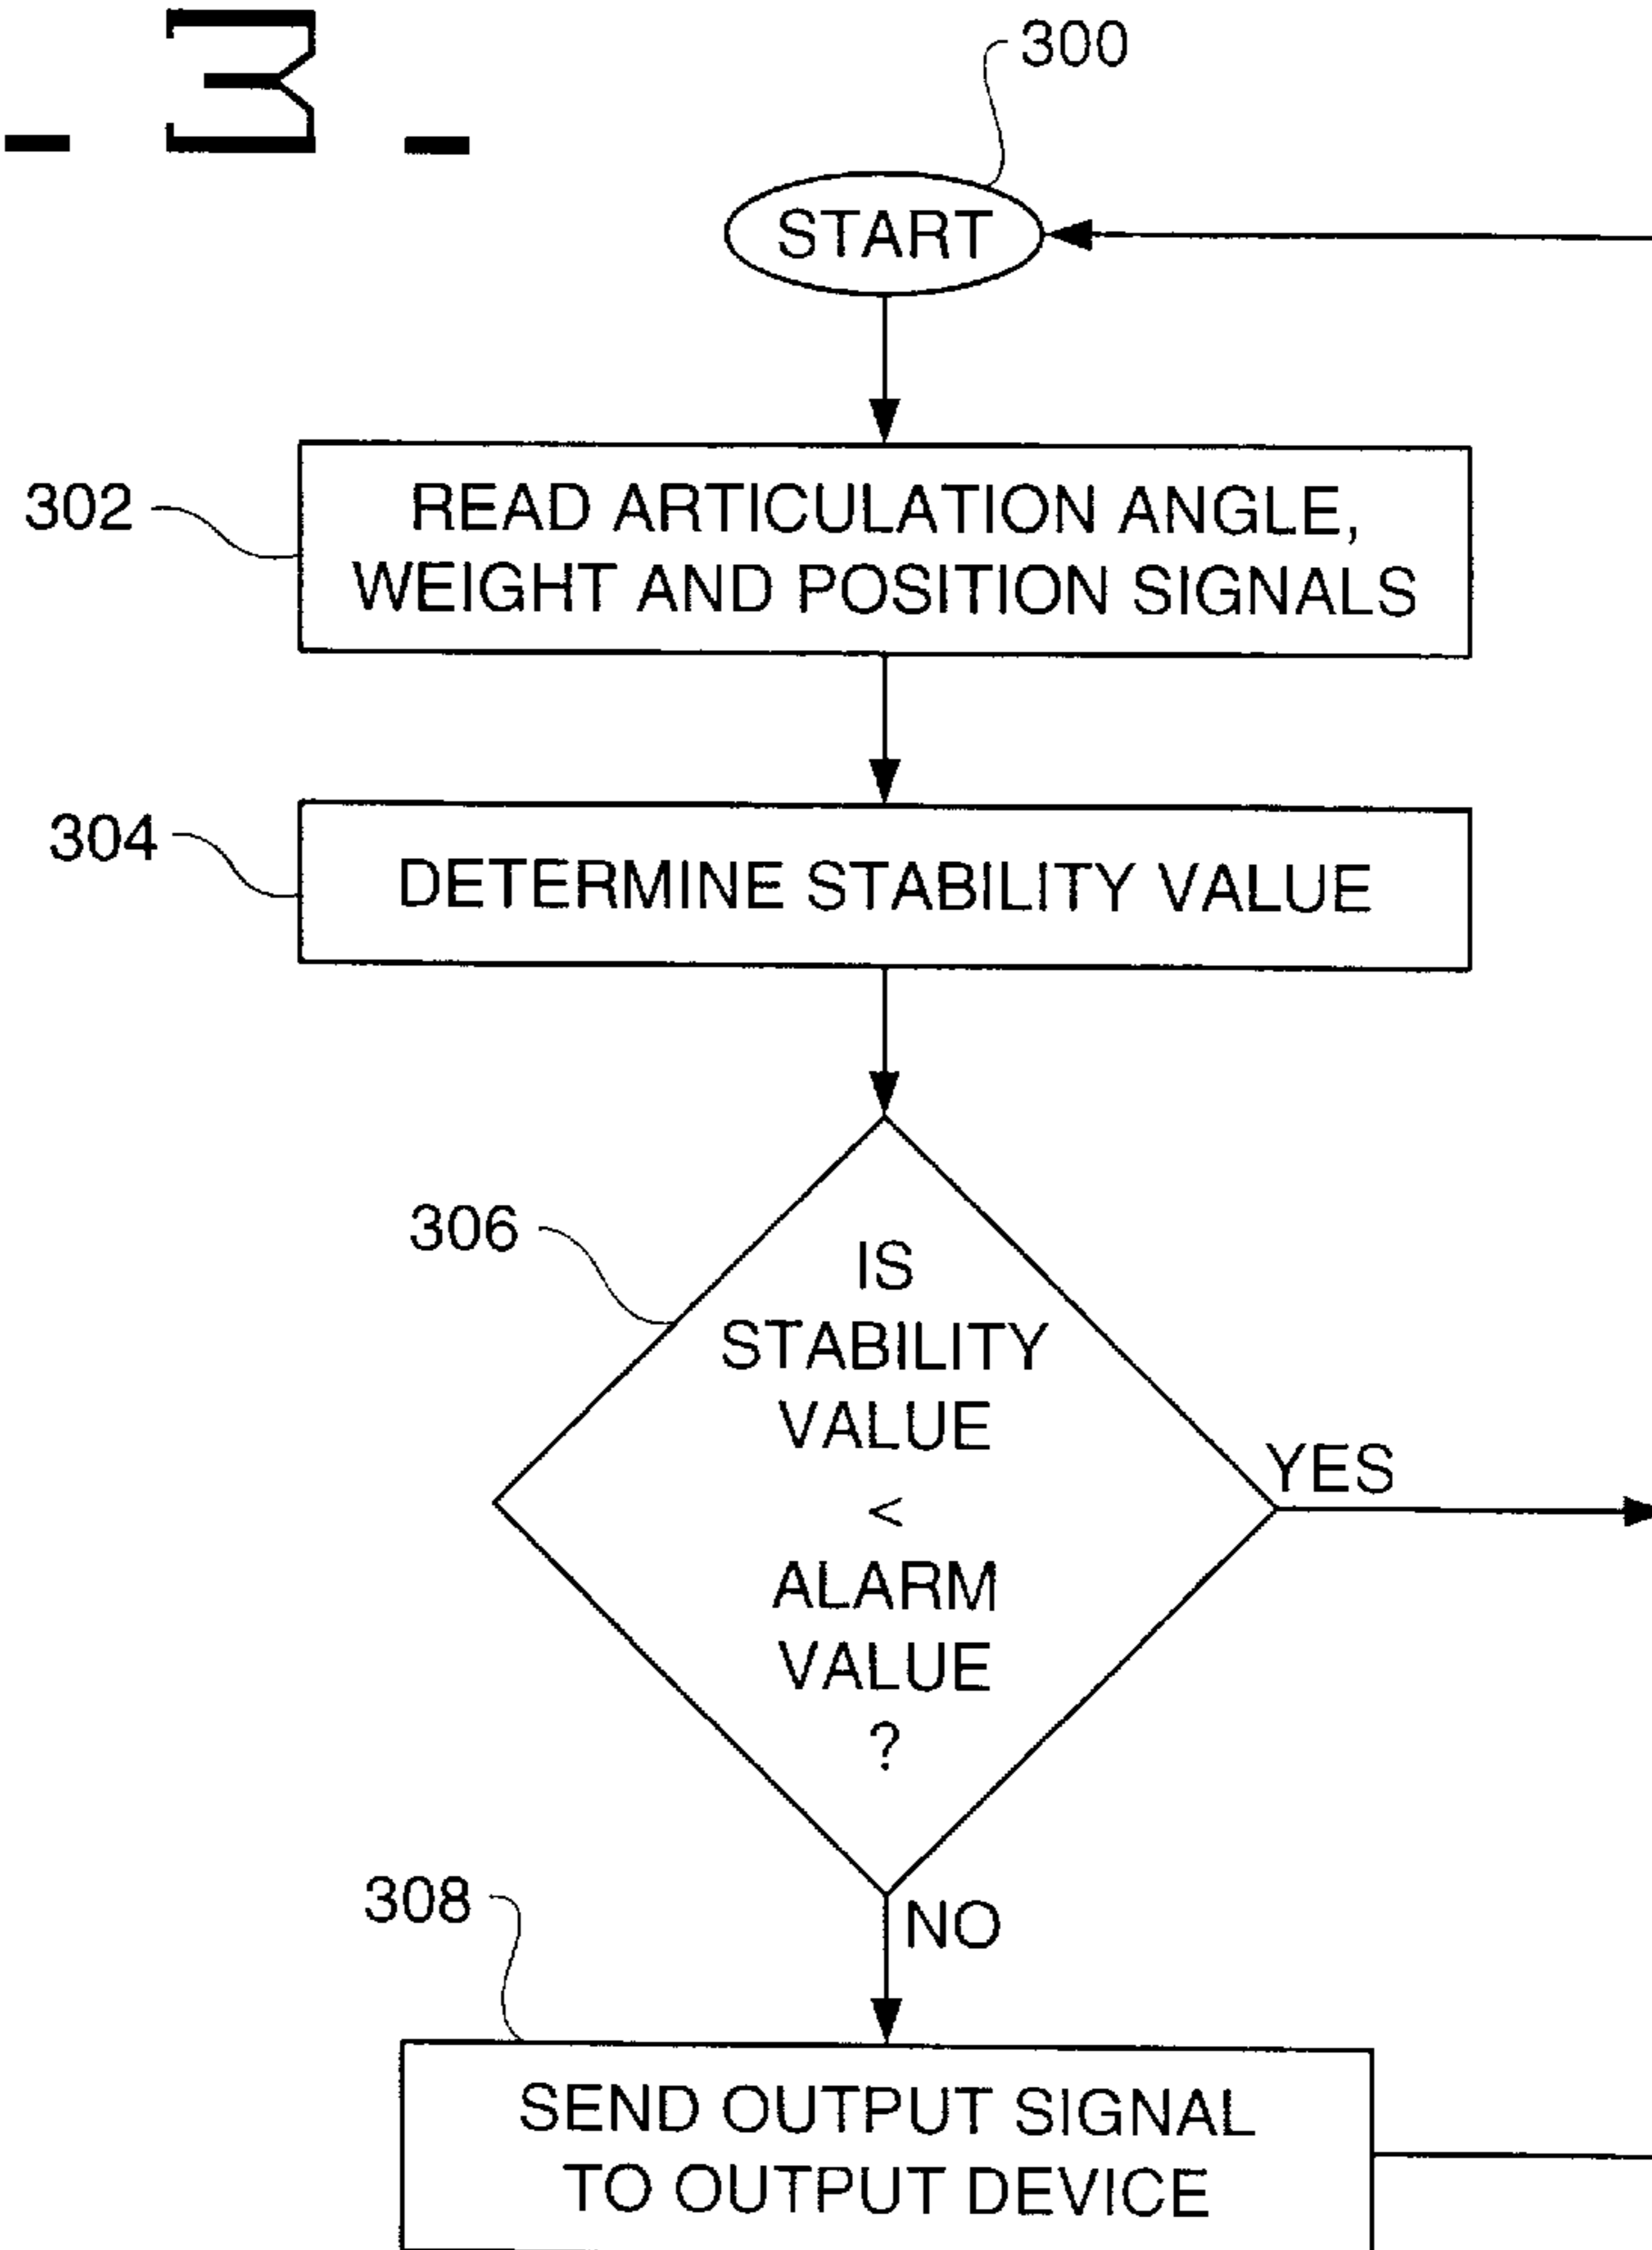 - 3 -
300
START
302
READ ARTICULATION ANGLE,
WEIGHT AND POSITION SIGNALS
304
DETERMINE STABILITY VALUE
306
IS
STABILITY
VALUE
<
ALARM
VALUE
?
YES
308
NO
SEND OUTPUT SIGNAL
TO OUTPUT DEVICE